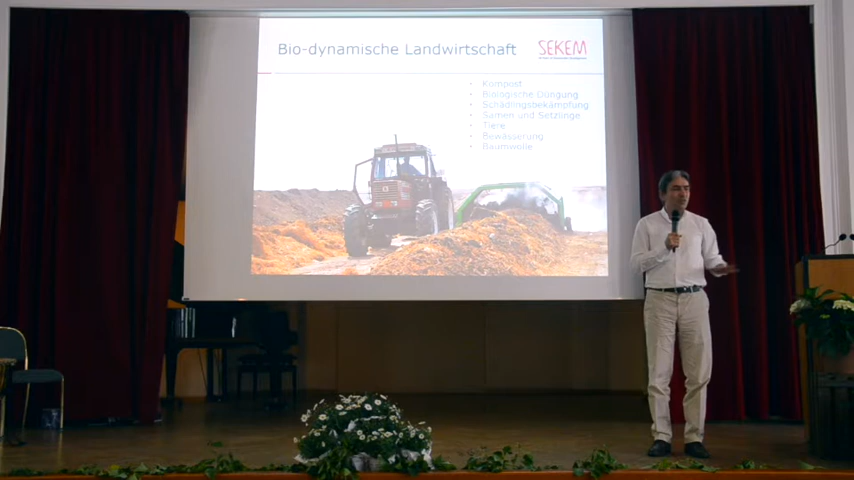 Bio-dynamische Landwirtschaft
SEKEM
• Kompost
• Biologische Düngung
• Schädlingsbekämpfung
• Samen und Setzlinge
• Tiere
• Bewässerung
• Baumwolle